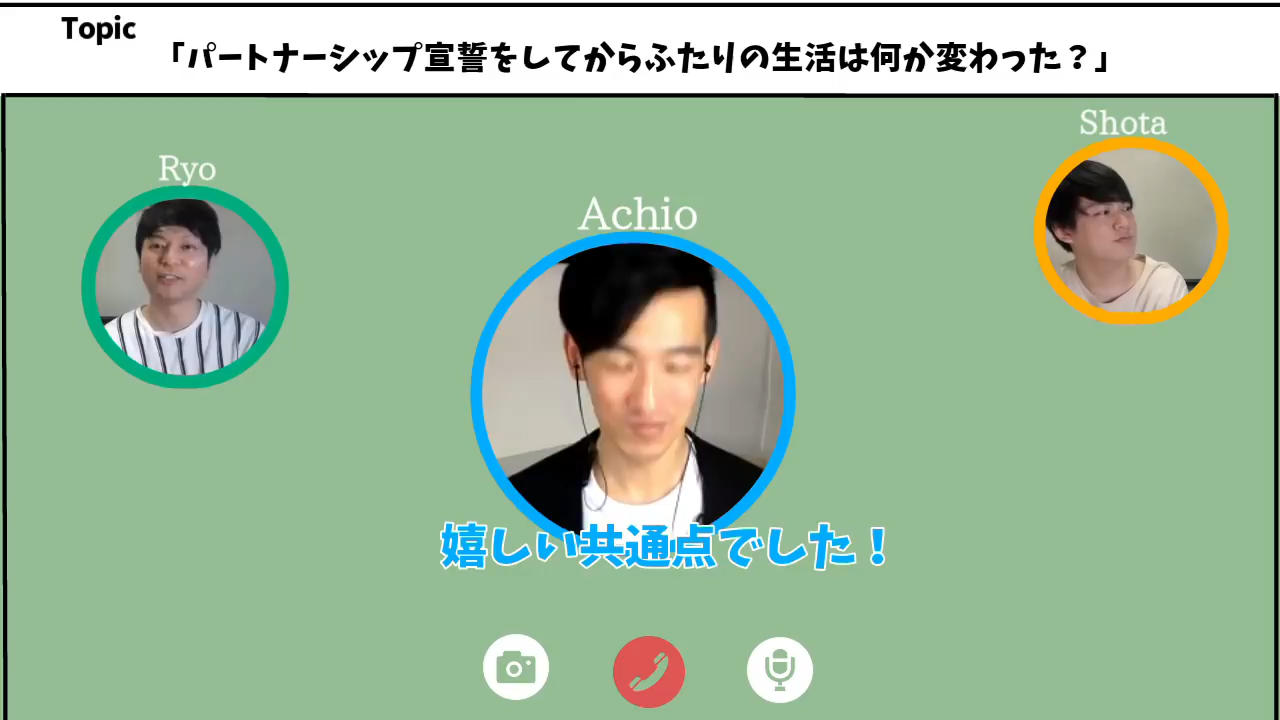 Topic
「パートナーシップ宣誓をしてからふたりの生活は何か変わった？」
Shota
Ryo
Achio
嬉しい共通点でした！